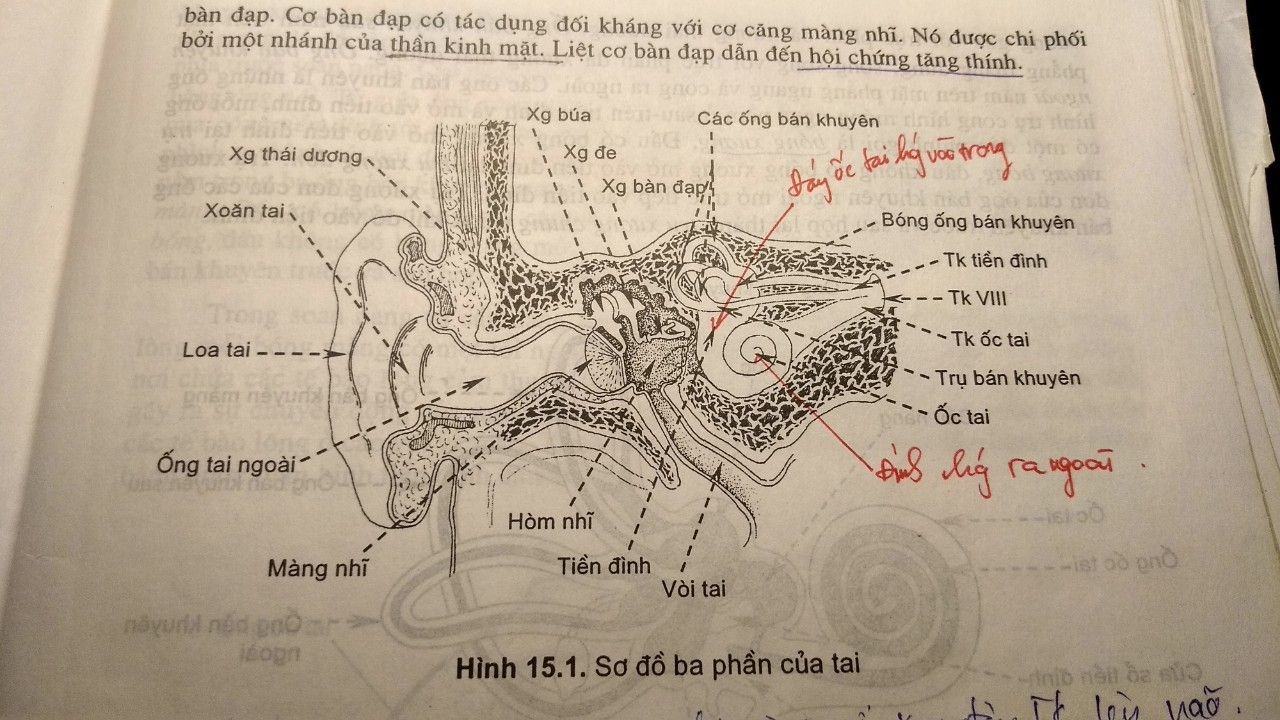 bàn đạp. Cơ bàn đạp có tác dụng đối kháng với cơ căng màng nhĩ. Nó được chi phối
bởi một nhánh của thần kinh mặt. Liệt cơ bàn đạp dẫn đến hội chứng tăng thính.
Xg búa
Các ống bán khuyên
Xg thái dương
Xg đe
Đáy ốc tai hướng vào trong
Xg bàn đạp
Xoăn tai
Bóng ống bán khuyên
Tk tiền đình
Tk VIII
Loa tai
Tk ốc tai
Trụ bán khuyên
Ốc tai
Ống tai ngoài
Đỉnh hướng ra ngoài.
Hòm nhĩ
Màng nhĩ
Tiền đình
Vòi tai
Hình 15.1. Sơ đồ ba phần của tai